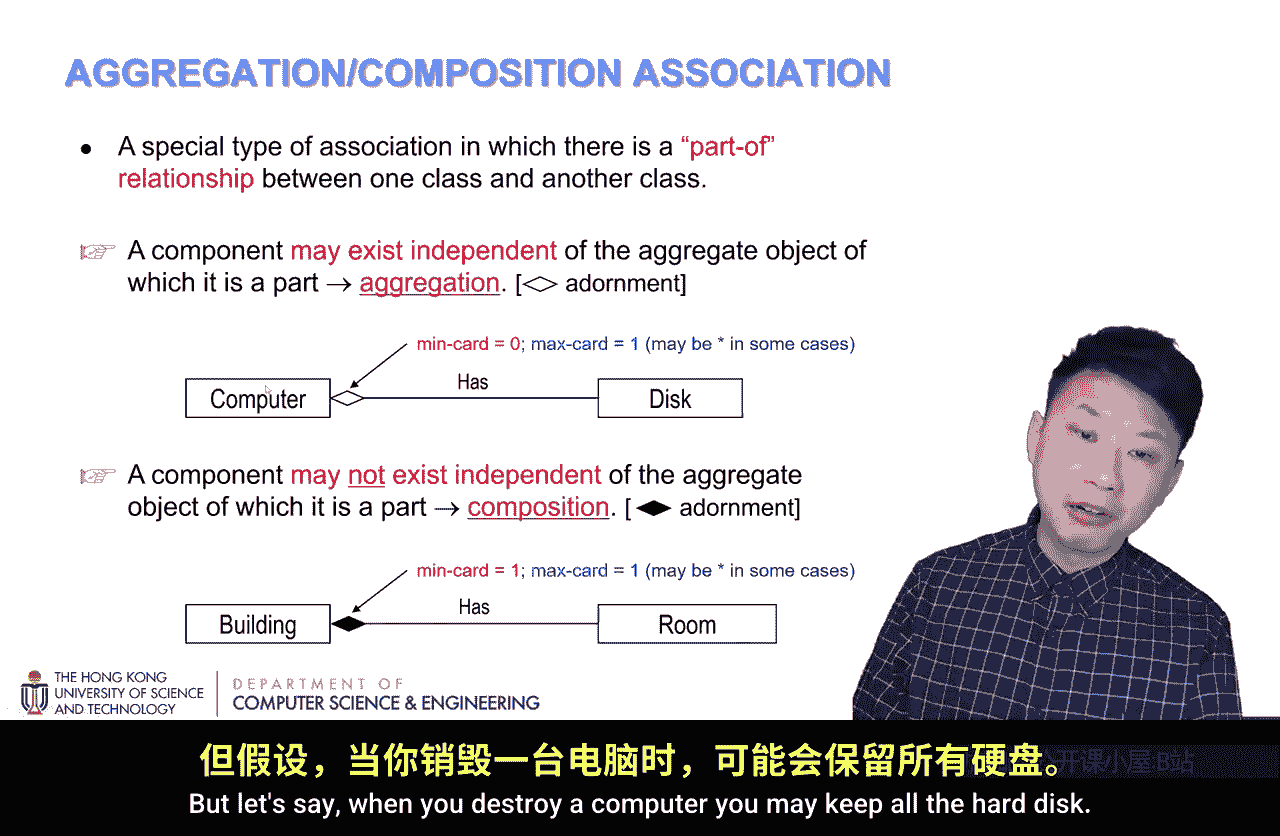 AGGREGATION/COMPOSITION ASSOCIATION
● A special type of association in which there is a “part-of”
relationship between one class and another class.
☞ A component may exist independent of the aggregate object of
which it is a part → aggregation. [◇ adornment]
min-card = 0; max-card = 1 (may be * in some cases)
Computer
Has
Disk
☞ A component may not exist independent of the aggregate
object of which it is a part → composition. [◆ adornment]
min-card = 1; max-card = 1 (may be * in some cases)
Building
Has
Room
THE HONG KONG
UNIVERSITY OF SCIENCE
AND TECHNOLOGY
DEPARTMENT OF
COMPUTER SCIENCE & ENGINEERING
但假设，当你销毁一台电脑时，可能会保留所有硬盘。
开课小屋 B站
But let's say, when you destroy a computer you may keep all the hard disk.